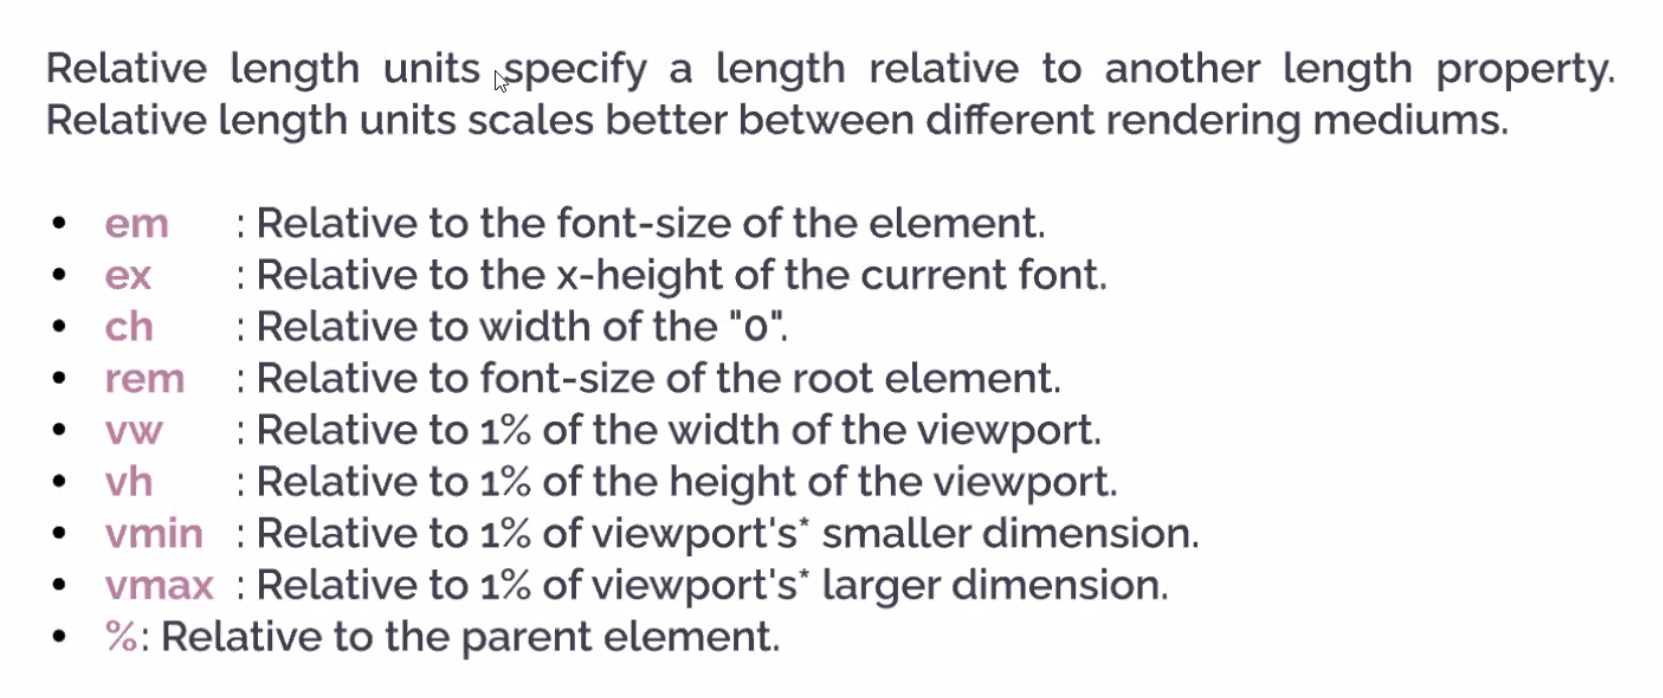 Relative length units specify a length relative to another length property.
Relative length units scales better between different rendering mediums.
• em : Relative to the font-size of the element.
• ex : Relative to the x-height of the current font.
• ch : Relative to width of the "0".
• rem : Relative to font-size of the root element.
• vw : Relative to 1% of the width of the viewport.
• vh : Relative to 1% of the height of the viewport.
• vmin : Relative to 1% of viewport's* smaller dimension.
• vmax : Relative to 1% of viewport's* larger dimension.
• %: Relative to the parent element.